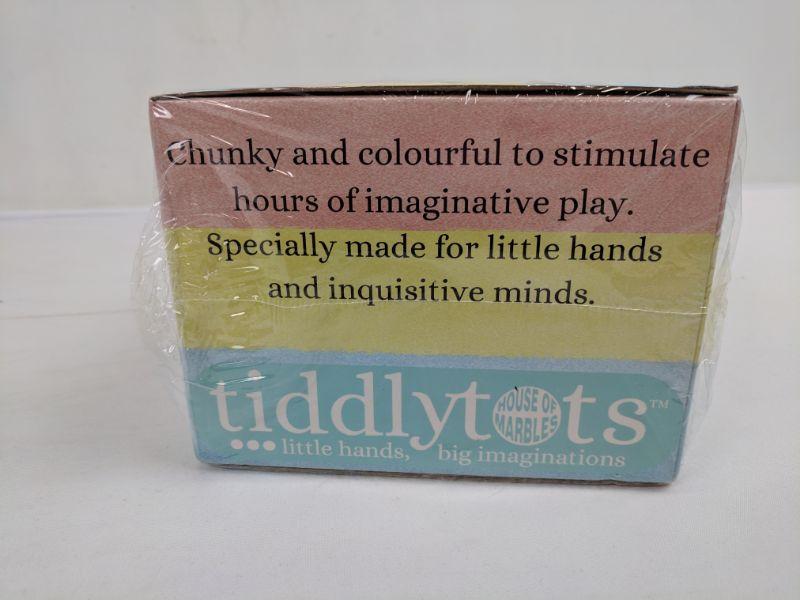 Chunky and colourful to stimulate
hours of imaginative play.
Specially made for little hands
and inquisitive minds.
tiddlytots™
HOUSE OF
MARBLES
●●● little hands, big imaginations